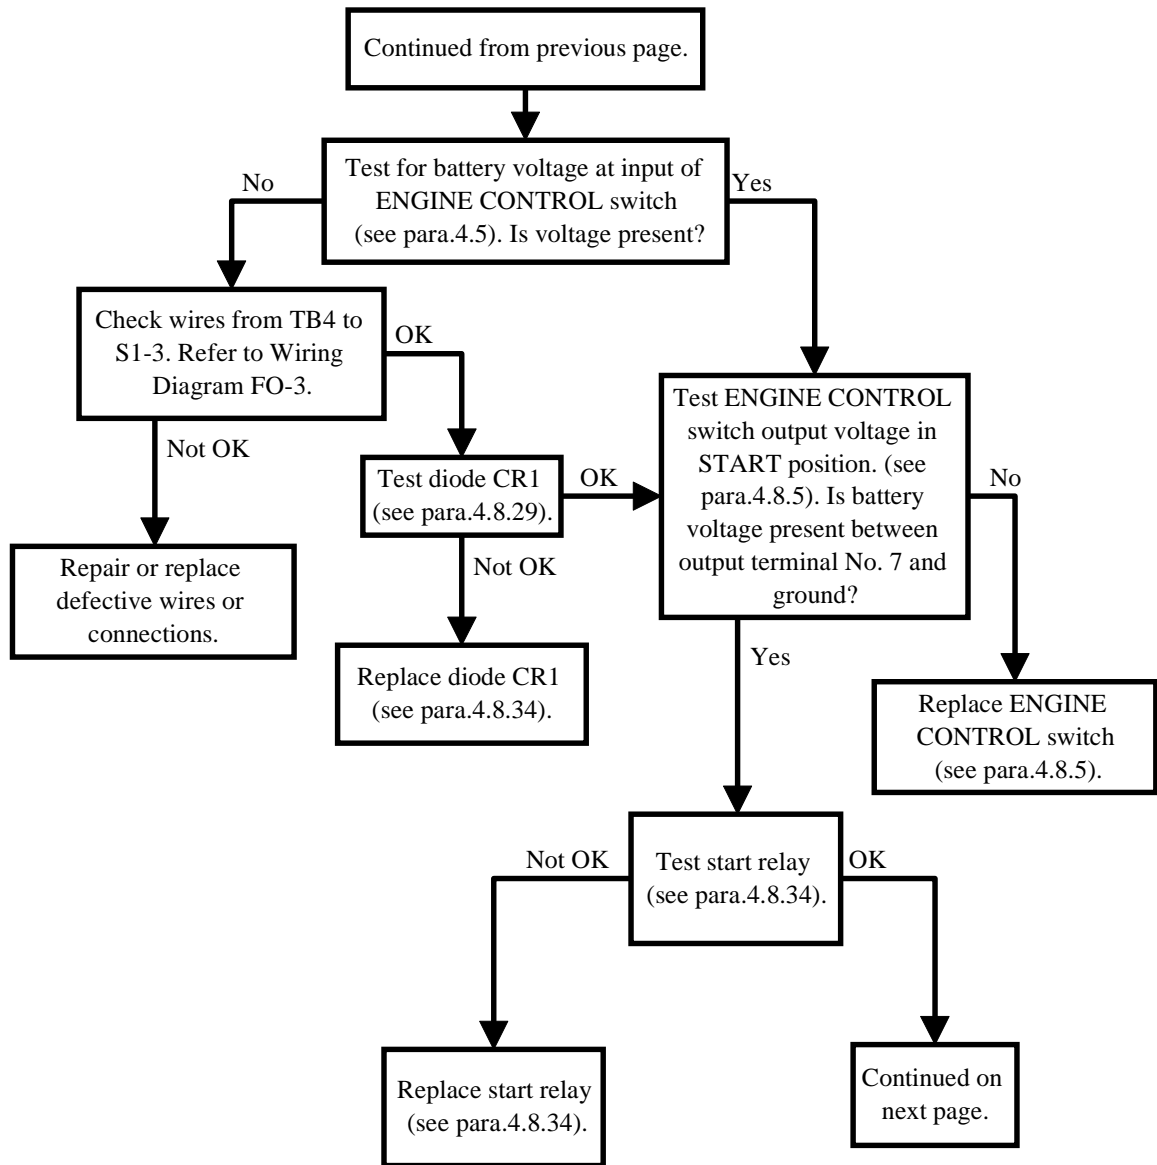 Continued from previous page.
Test for battery voltage at input of
ENGINE CONTROL switch
(see para.4.5). Is voltage present?
No
Yes
Check wires from TB4 to
S1-3. Refer to Wiring
Diagram FO-3.
OK
Not OK
Repair or replace
defective wires or
connections.
Test diode CR1
(see para.4.8.29).
OK
Not OK
Replace diode CR1
(see para.4.8.34).
Test ENGINE CONTROL
switch output voltage in
START position. (see
para.4.8.5). Is battery
voltage present between
output terminal No. 7 and
ground?
No
Yes
Replace ENGINE
CONTROL switch
(see para.4.8.5).
Test start relay
(see para.4.8.34).
Not OK
OK
Replace start relay
(see para.4.8.34).
Continued on
next page.